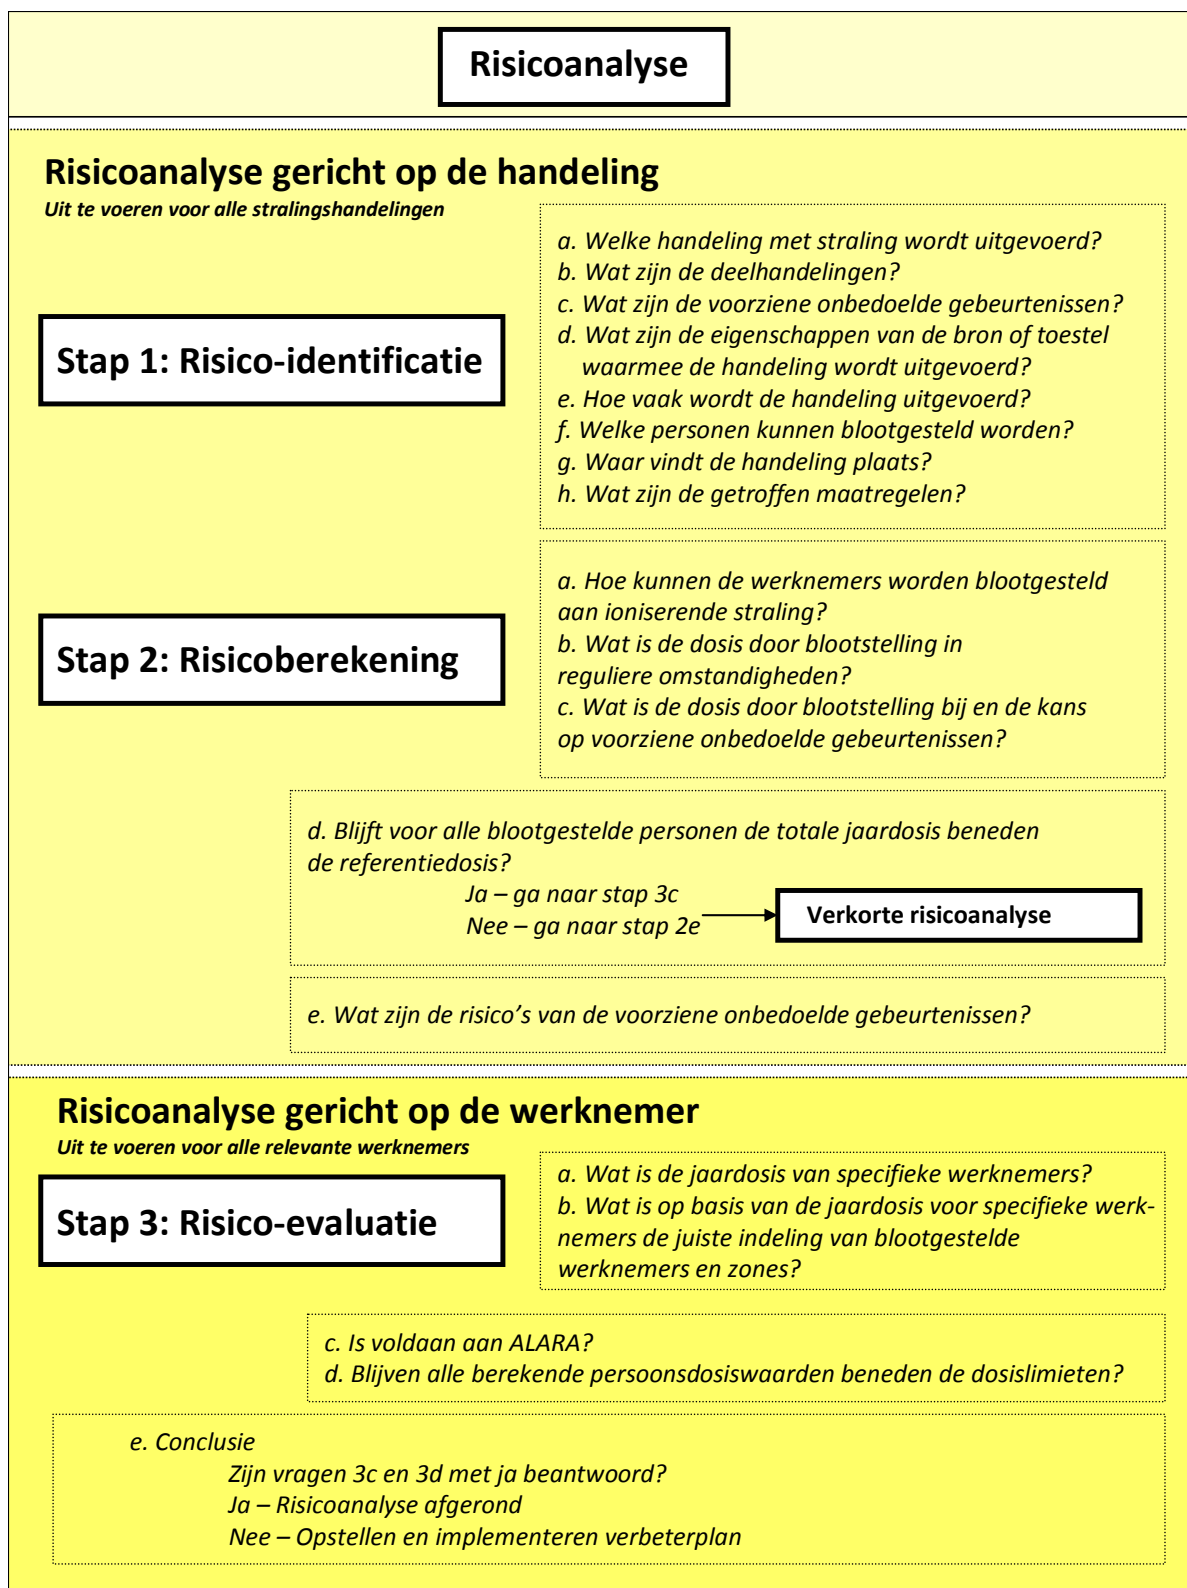 Risicoanalyse
Risicoanalyse gericht op de handeling
Uit te voeren voor alle stralingshandelingen
Stap 1: Risico-identificatie
a. Welke handeling met straling wordt uitgevoerd?
b. Wat zijn de deelhandelingen?
c. Wat zijn de voorziene onbedoelde gebeurtenissen?
d. Wat zijn de eigenschappen van de bron of toestel
waarmee de handeling wordt uitgevoerd?
e. Hoe vaak wordt de handeling uitgevoerd?
f. Welke personen kunnen blootgesteld worden?
g. Waar vindt de handeling plaats?
h. Wat zijn de getroffen maatregelen?
Stap 2: Risicoberekening
a. Hoe kunnen de werknemers worden blootgesteld
aan ioniserende straling?
b. Wat is de dosis door blootstelling in
reguliere omstandigheden?
c. Wat is de dosis door blootstelling bij en de kans
op voorziene onbedoelde gebeurtenissen?
d. Blijft voor alle blootgestelde personen de totale jaardosis beneden
de referentiedosis?
Ja – ga naar stap 3c
Nee – ga naar stap 2e
Verkorte risicoanalyse
e. Wat zijn de risico’s van de voorziene onbedoelde gebeurtenissen?
Risicoanalyse gericht op de werknemer
Uit te voeren voor alle relevante werknemers
Stap 3: Risico-evaluatie
a. Wat is de jaardosis van specifieke werknemers?
b. Wat is op basis van de jaardosis voor specifieke werk-
nemers de juiste indeling van blootgestelde
werknemers en zones?
c. Is voldaan aan ALARA?
d. Blijven alle berekende persoonsdosiswaarden beneden de dosislimieten?
e. Conclusie
Zijn vragen 3c en 3d met ja beantwoord?
Ja – Risicoanalyse afgerond
Nee – Opstellen en implementeren verbeterplan